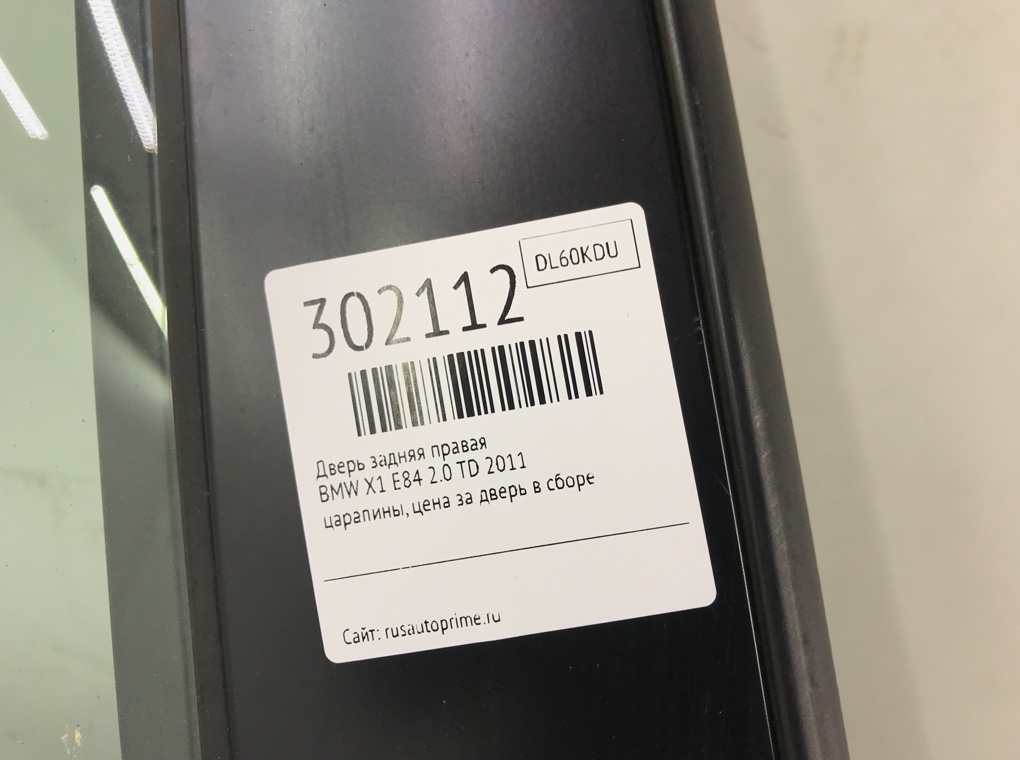 DL60KDU
302112
Дверь задняя правая
BMW X1 E84 2.0 TD 2011
царапины, цена за дверь в сборе
Сайт: rusautoprime.ru